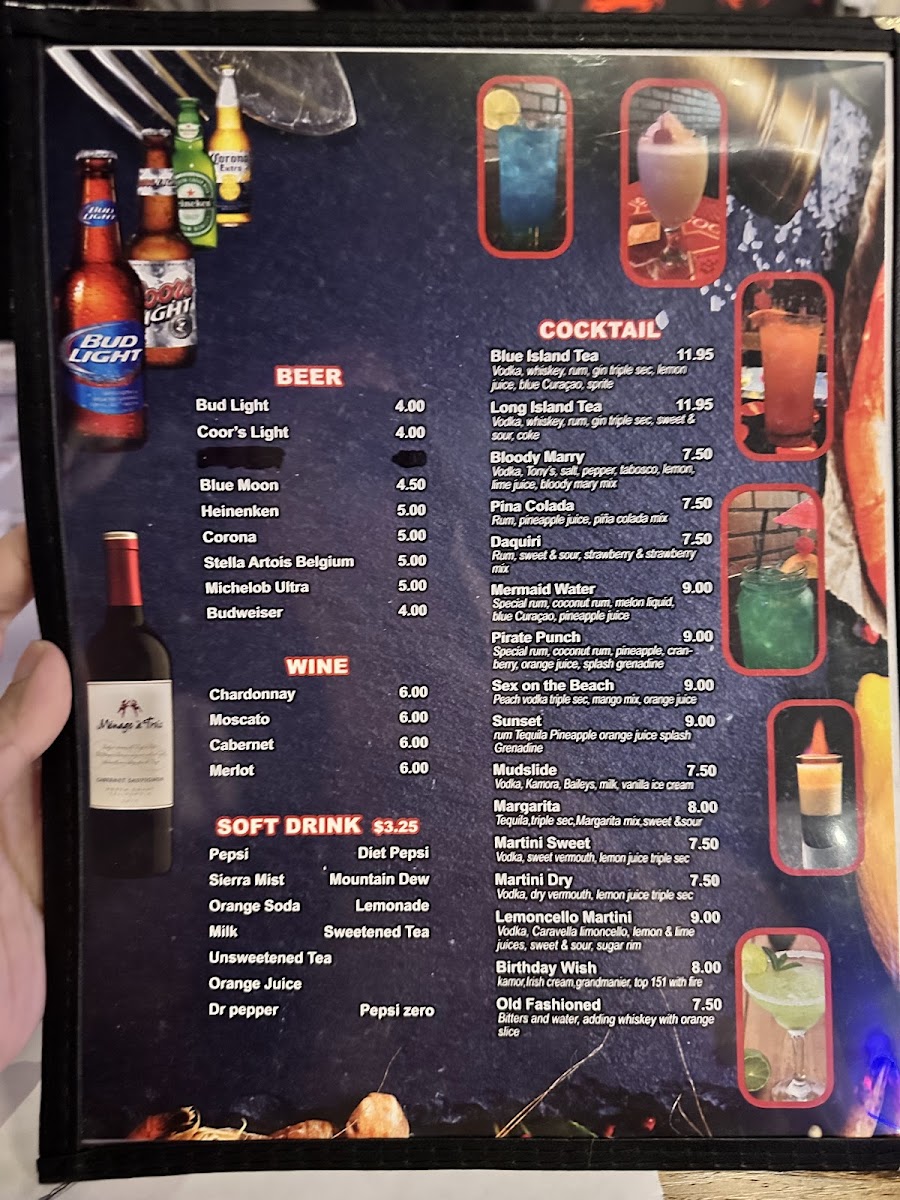 Corona
Extra
Heineken
BUD
LIGHT
COORS
LIGHT
BUD
LIGHT
BEER
Bud Light 4.00
Coor's Light 4.00
Blue Moon 4.50
Heinenken 5.00
Corona 5.00
Stella Artois Belgium 5.00
Michelob Ultra 5.00
Budweiser 4.00
WINE
Chardonnay 6.00
Moscato 6.00
Cabernet 6.00
Merlot 6.00
Ménage à Trois
CABERNET SAUVIGNON
SOFT DRINK $3.25
Pepsi Diet Pepsi
Sierra Mist Mountain Dew
Orange Soda Lemonade
Milk Sweetened Tea
Unsweetened Tea
Orange Juice
Dr pepper Pepsi zero
COCKTAIL
Blue Island Tea 11.95
Vodka, whiskey, rum, gin triple sec, lemon
juice, blue Curaçao, sprite
Long Island Tea 11.95
Vodka, whiskey, rum, gin triple sec, sweet &
sour, coke
Bloody Marry 7.50
Vodka, Tony's, salt, pepper, tabosco, lemon,
lime juice, bloody mary mix
Pina Colada 7.50
Rum, pineapple juice, piña colada mix
Daquiri 7.50
Rum, sweet & sour, strawberry & strawberry
mix
Mermaid Water 9.00
Special rum, coconut rum, melon liquid,
blue Curaçao, pineapple juice
Pirate Punch 9.00
Special rum, coconut rum, pineapple, cran-
berry, orange juice, splash grenadine
Sex on the Beach 9.00
Peach vodka triple sec, mango mix, orange juice
Sunset 9.00
rum Tequila Pineapple orange juice splash
Grenadine
Mudslide 7.50
Vodka, Kamora, Baileys, milk, vanilla ice cream
Margarita 8.00
Tequila,triple sec,Margarita mix,sweet &sour
Martini Sweet 7.50
Vodka, sweet vermouth, lemon juice triple sec
Martini Dry 7.50
Vodka, dry vermouth, lemon juice triple sec
Lemoncello Martini 9.00
Vodka, Caravella limoncello, lemon & lime
juices, sweet & sour, sugar rim
Birthday Wish 8.00
kamor,Irish cream,grandmanier, top 151 with fire
Old Fashioned 7.50
Bitters and water, adding whiskey with orange
slice